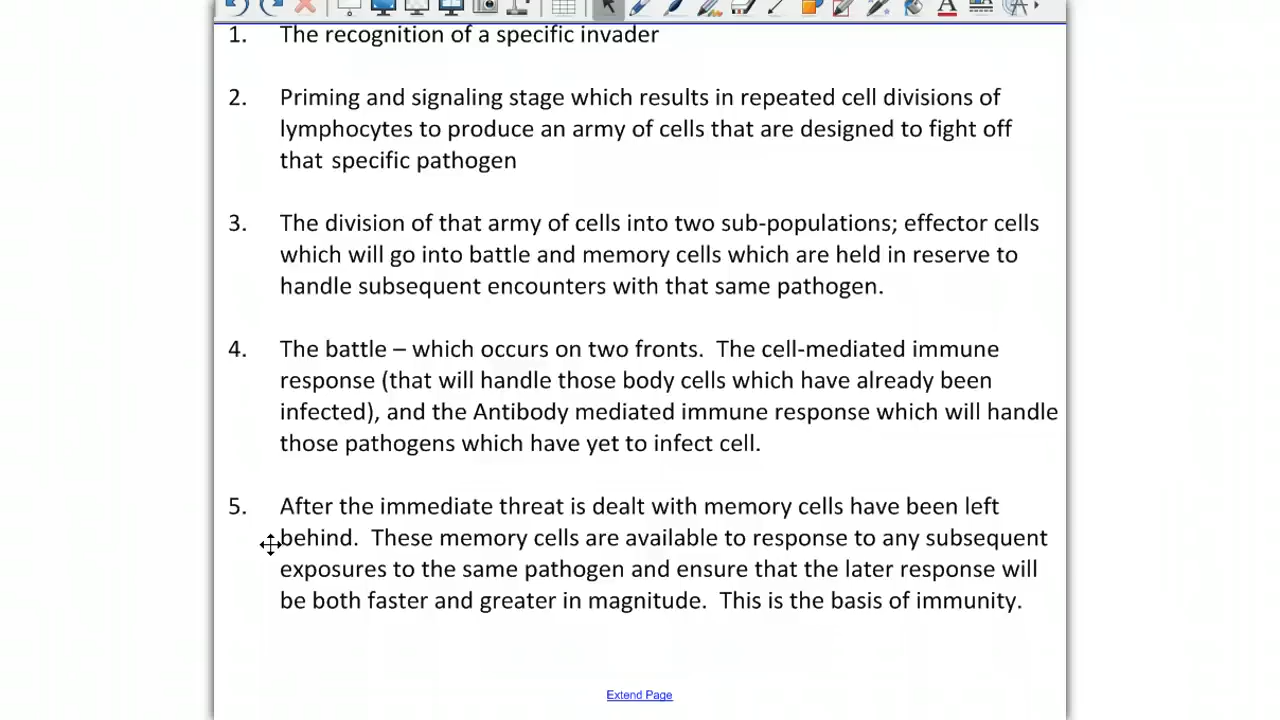 1. The recognition of a specific invader
2. Priming and signaling stage which results in repeated cell divisions of
lymphocytes to produce an army of cells that are designed to fight off
that specific pathogen
3. The division of that army of cells into two sub-populations; effector cells
which will go into battle and memory cells which are held in reserve to
handle subsequent encounters with that same pathogen.
4. The battle – which occurs on two fronts. The cell-mediated immune
response (that will handle those body cells which have already been
infected), and the Antibody mediated immune response which will handle
those pathogens which have yet to infect cell.
5. After the immediate threat is dealt with memory cells have been left
behind. These memory cells are available to response to any subsequent
exposures to the same pathogen and ensure that the later response will
be both faster and greater in magnitude. This is the basis of immunity.
Extend Page